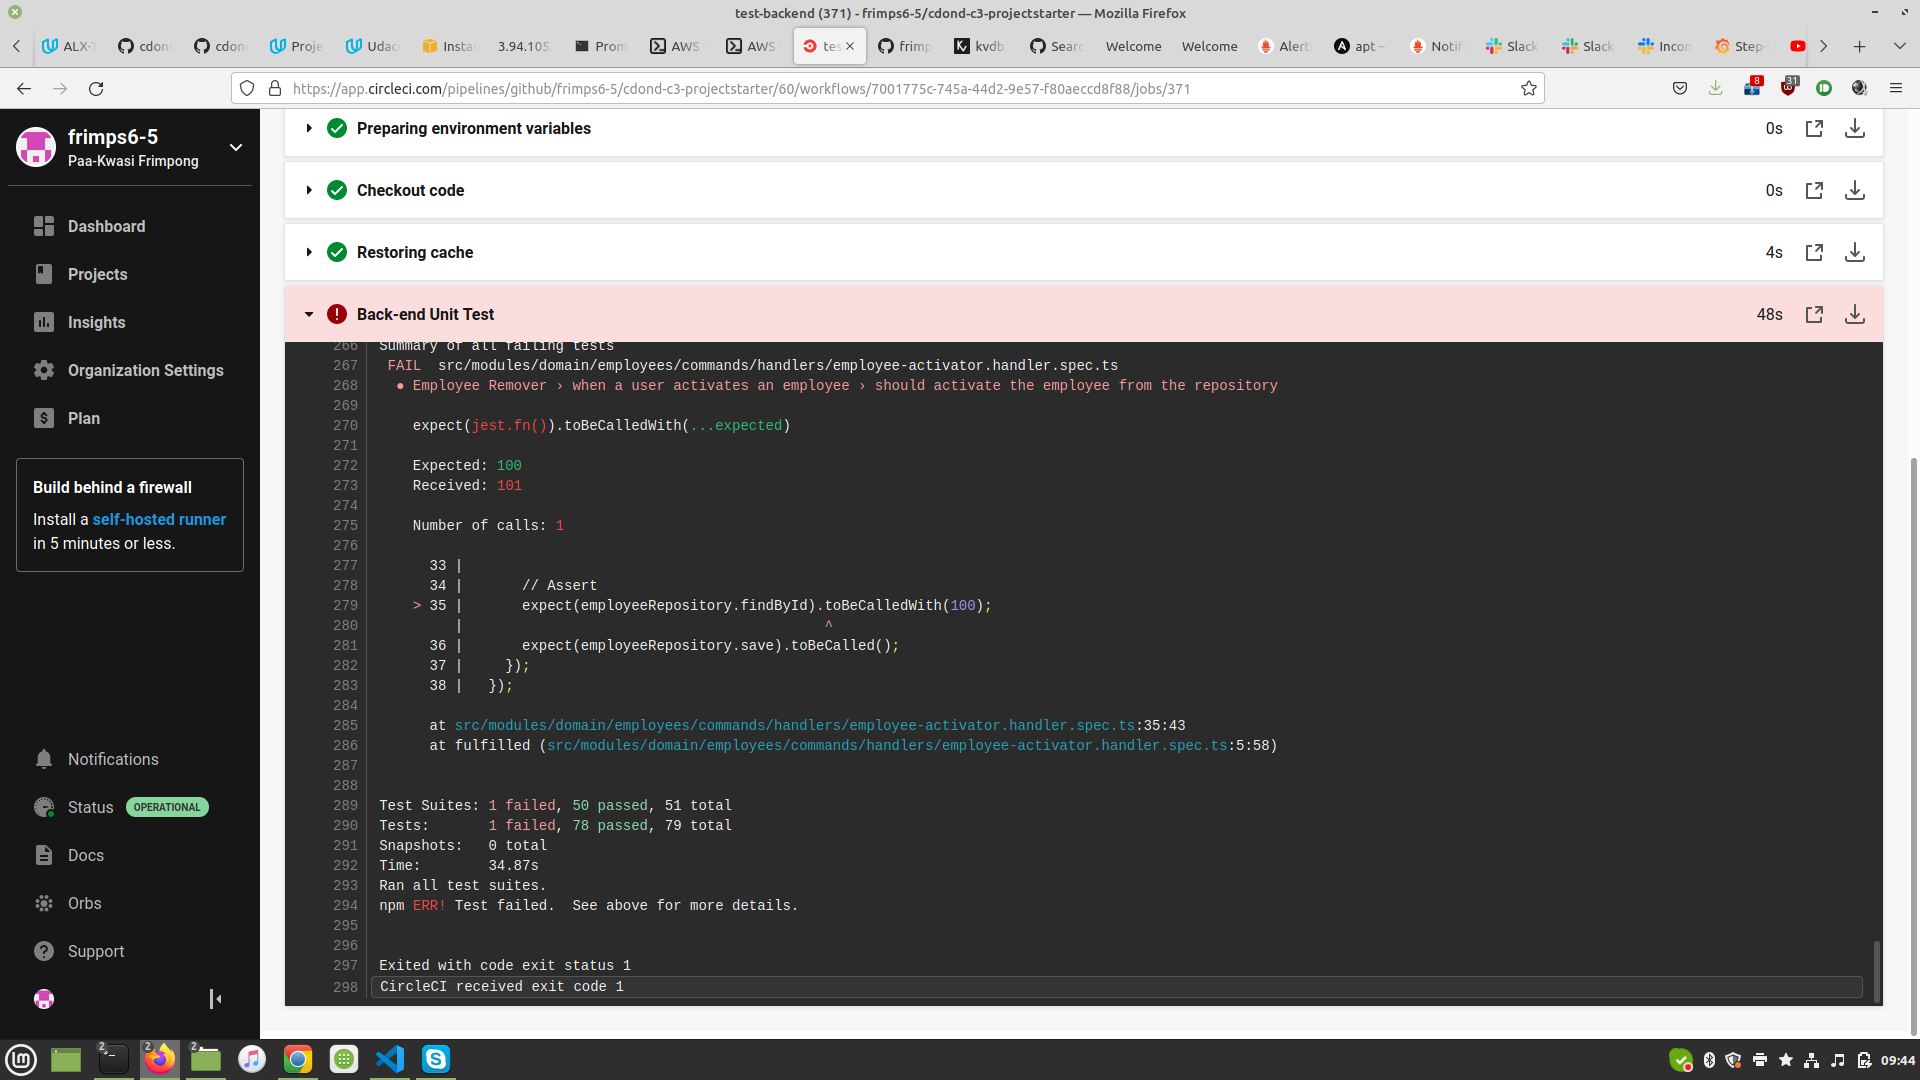 test-backend (371) - frimps6-5/cdond-c3-projectstarter — Mozilla Firefox
ALX-T
cdon
cdon
Proje
Udac
Insta
3.94.105.
Prom
AWS
AWS
tes
frimp
kvdb.
Searc
Welcome
Welcome
Alert
apt –
Notif
Slack
Slack
Incon
Step-
https://app.circleci.com/pipelines/github/frimps6-5/cdond-c3-projectstarter/60/workflows/7001775c-745a-44d2-9e57-f80aeccd8f88/jobs/371
8
31
frimps6-5
Paa-Kwasi Frimpong
Dashboard
Projects
Insights
Organization Settings
Plan
Build behind a firewall
Install a self-hosted runner
in 5 minutes or less.
Notifications
Status OPERATIONAL
Docs
Orbs
Support
Preparing environment variables 0s
Checkout code 0s
Restoring cache 4s
Back-end Unit Test 48s
266 Summary of all failing tests
267 FAIL src/modules/domain/employees/commands/handlers/employee-activator.handler.spec.ts
268 ● Employee Remover › when a user activates an employee › should activate the employee from the repository
269
270 expect(jest.fn()).toBeCalledWith(...expected)
271
272 Expected: 100
273 Received: 101
274
275 Number of calls: 1
276
277 33 |
278 34 | // Assert
279 > 35 | expect(employeeRepository.findById).toBeCalledWith(100);
280 | ^
281 36 | expect(employeeRepository.save).toBeCalled();
282 37 | });
283 38 | });
284
285 at src/modules/domain/employees/commands/handlers/employee-activator.handler.spec.ts:35:43
286 at fulfilled (src/modules/domain/employees/commands/handlers/employee-activator.handler.spec.ts:5:58)
287
288
289 Test Suites: 1 failed, 50 passed, 51 total
290 Tests: 1 failed, 78 passed, 79 total
291 Snapshots: 0 total
292 Time: 34.87s
293 Ran all test suites.
294 npm ERR! Test failed. See above for more details.
295
296
297 Exited with code exit status 1
298 CircleCI received exit code 1
2
2
2
09:44